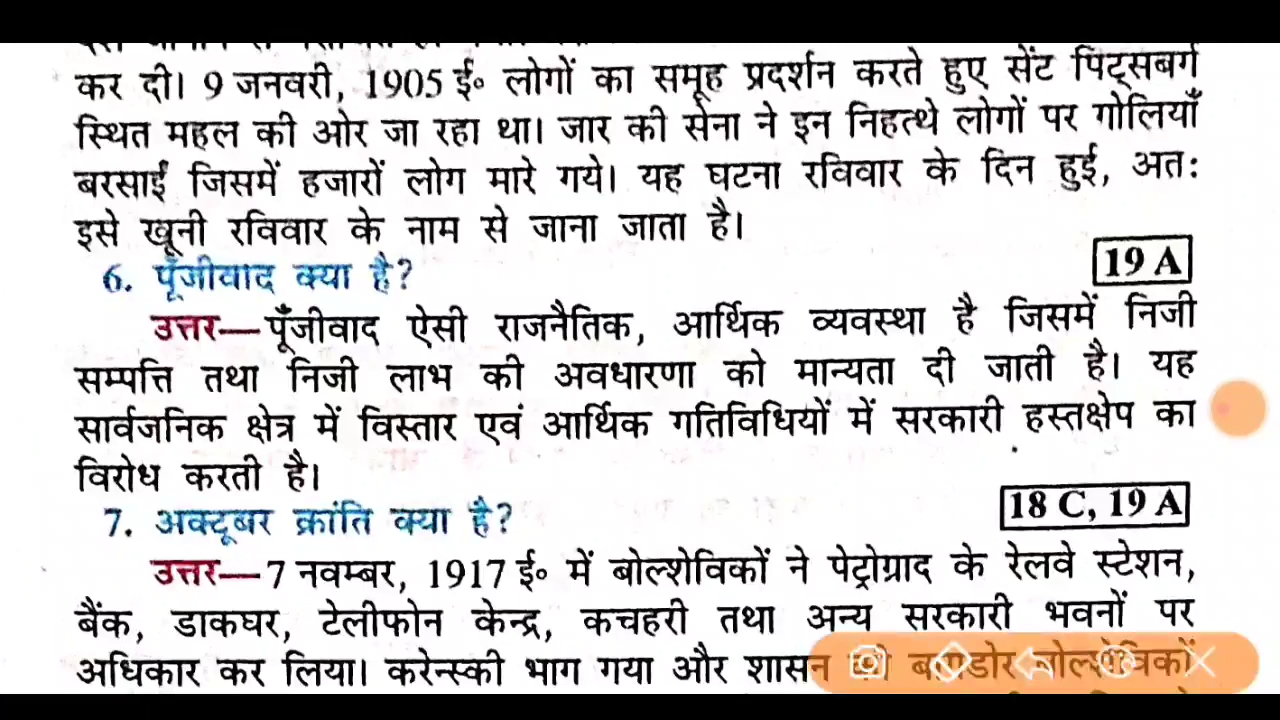 कर दी। 9 जनवरी, 1905 ई॰ लोगों का समूह प्रदर्शन करते हुए सेंट पिट्सबर्ग
स्थित महल की ओर जा रहा था। जार की सेना ने इन निहत्थे लोगों पर गोलियाँ
बरसाईं जिसमें हजारों लोग मारे गये। यह घटना रविवार के दिन हुई, अतः
इसे खूनी रविवार के नाम से जाना जाता है।
6. पूँजीवाद क्या है? 19 A
उत्तर—पूँजीवाद ऐसी राजनैतिक, आर्थिक व्यवस्था है जिसमें निजी
सम्पत्ति तथा निजी लाभ की अवधारणा को मान्यता दी जाती है। यह
सार्वजनिक क्षेत्र में विस्तार एवं आर्थिक गतिविधियों में सरकारी हस्तक्षेप का
विरोध करती है।
7. अक्टूबर क्रांति क्या है? 18 C, 19 A
उत्तर—7 नवम्बर, 1917 ई॰ में बोल्शेविकों ने पेट्रोग्राद के रेलवे स्टेशन,
बैंक, डाकघर, टेलीफोन केन्द्र, कचहरी तथा अन्य सरकारी भवनों पर
अधिकार कर लिया। करेन्स्की भाग गया और शासन की बागडोर बोल्शेविकों